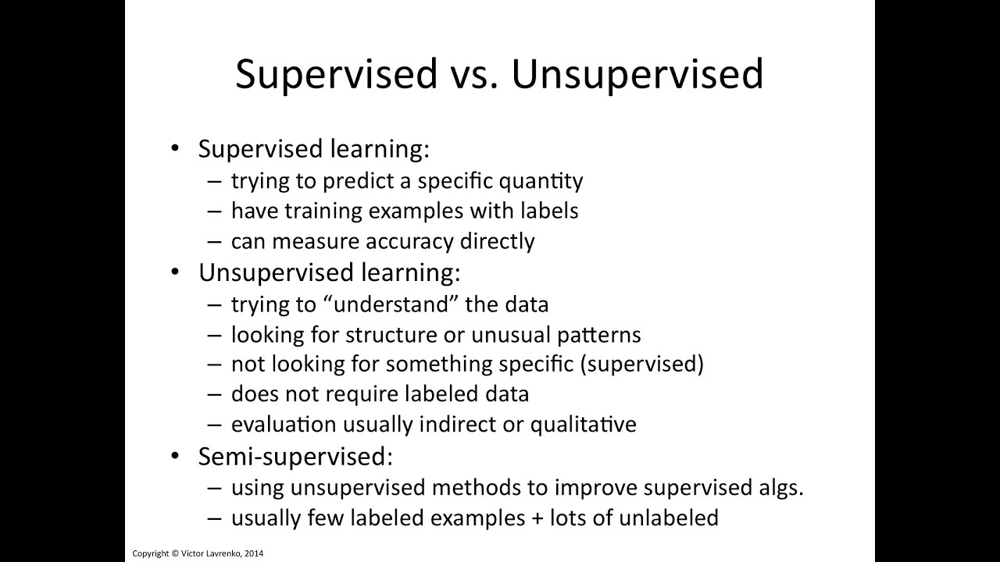 Supervised vs. Unsupervised
• Supervised learning:
– trying to predict a specific quantity
– have training examples with labels
– can measure accuracy directly
• Unsupervised learning:
– trying to “understand” the data
– looking for structure or unusual patterns
– not looking for something specific (supervised)
– does not require labeled data
– evaluation usually indirect or qualitative
• Semi-supervised:
– using unsupervised methods to improve supervised algs.
– usually few labeled examples + lots of unlabeled
Copyright © Victor Lavrenko, 2014